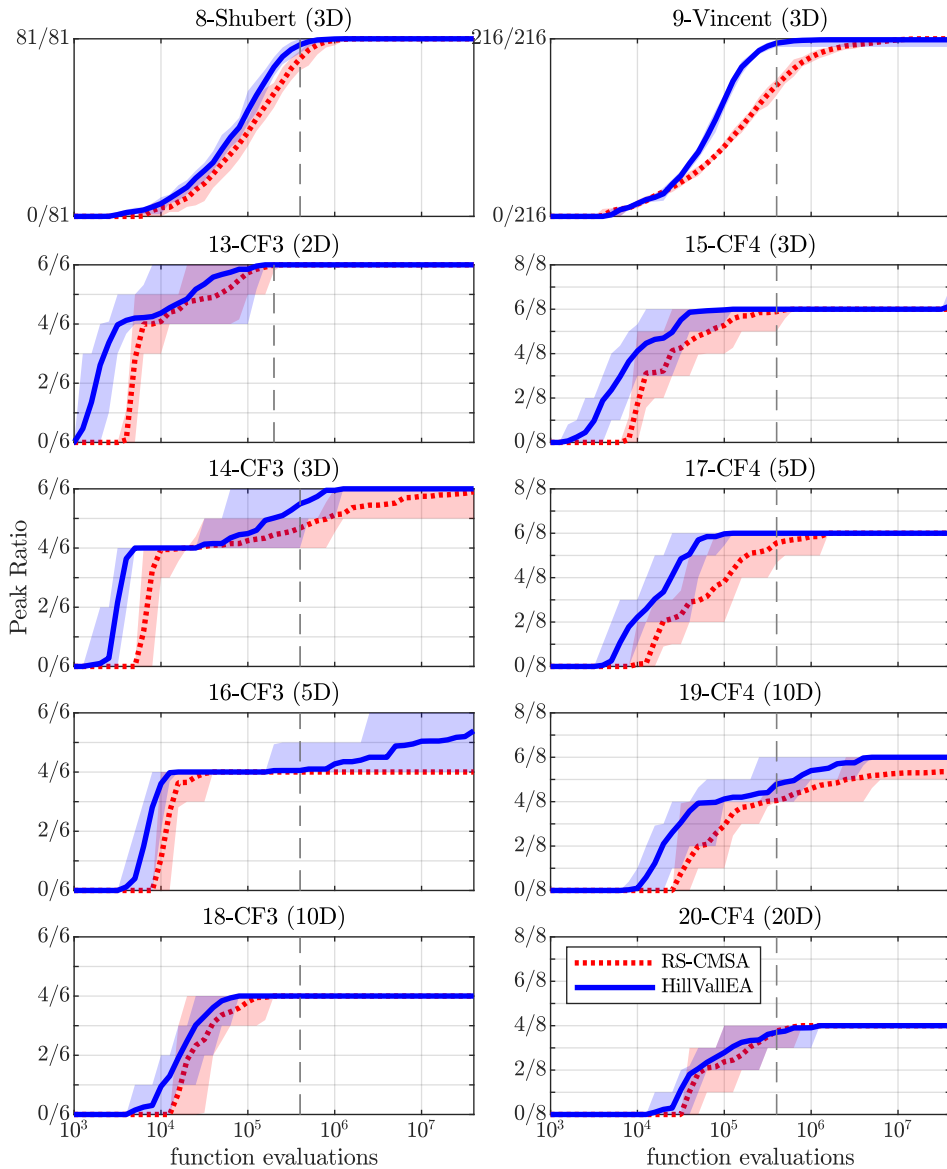 8-Shubert (3D)
81/81
0/81
9-Vincent (3D)
216/216
0/216
13-CF3 (2D)
6/6
4/6
2/6
0/6
15-CF4 (3D)
8/8
6/8
4/8
2/8
0/8
14-CF3 (3D)
6/6
4/6
2/6
0/6
Peak Ratio
17-CF4 (5D)
8/8
6/8
4/8
2/8
0/8
16-CF3 (5D)
6/6
4/6
2/6
0/6
19-CF4 (10D)
8/8
6/8
4/8
2/8
0/8
18-CF3 (10D)
6/6
4/6
2/6
0/6
10³ 10⁴ 10⁵ 10⁶ 10⁷
function evaluations
20-CF4 (20D)
8/8
6/8
4/8
2/8
0/8
RS-CMSA
HillVallEA
10³ 10⁴ 10⁵ 10⁶ 10⁷
function evaluations